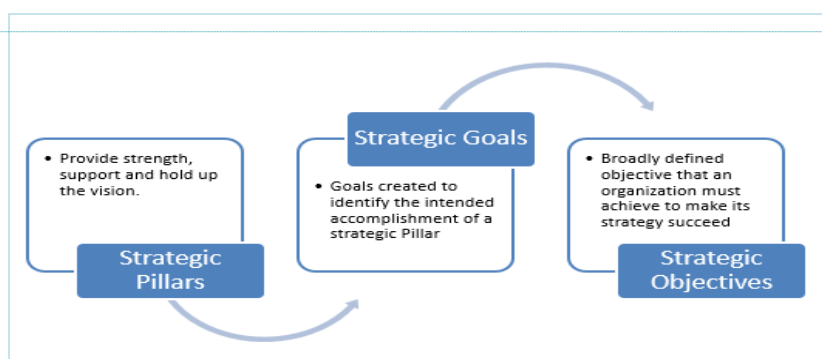 • Provide strength,
support and hold up
the vision.
Strategic
Pillars
Strategic Goals
• Goals created to
identify the intended
accomplishment of a
strategic Pillar
• Broadly defined
objective that an
organization must
achieve to make its
strategy succeed
Strategic
Objectives